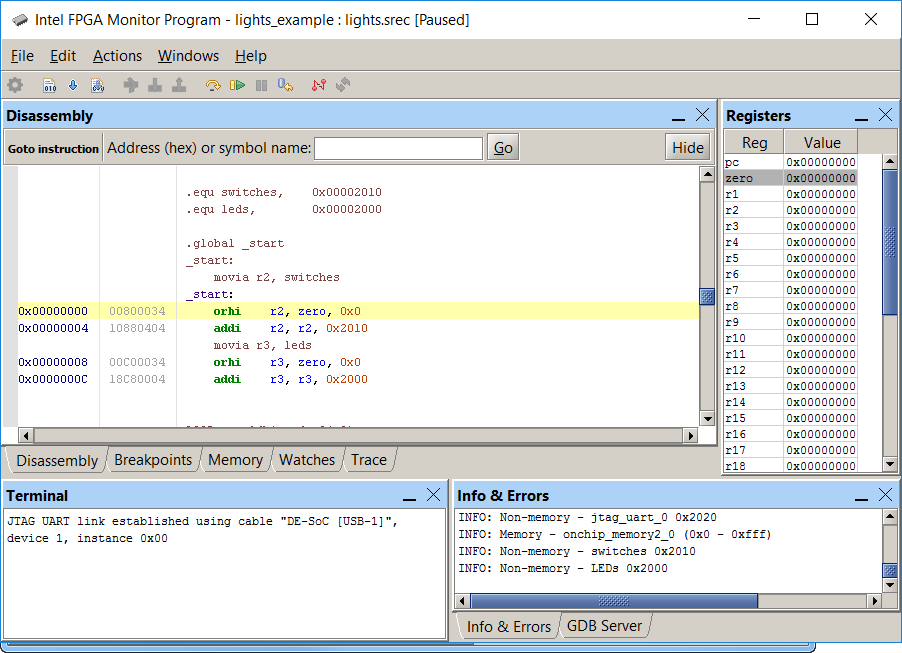 Intel FPGA Monitor Program - lights_example : lights.srec [Paused]
File Edit Actions Windows Help
Disassembly
Goto instruction Address (hex) or symbol name: Go Hide
.equ switches, 0x00002010
.equ leds, 0x00002000
.global _start
_start:
movia r2, switches
_start:
0x00000000 00800034 orhi r2, zero, 0x0
0x00000004 10880404 addi r2, r2, 0x2010
movia r3, leds
0x00000008 00C00034 orhi r3, zero, 0x0
0x0000000C 18C80004 addi r3, r3, 0x2000
Disassembly Breakpoints Memory Watches Trace
Registers
Reg Value
pc 0x00000000
zero 0x00000000
r1 0x00000000
r2 0x00000000
r3 0x00000000
r4 0x00000000
r5 0x00000000
r6 0x00000000
r7 0x00000000
r8 0x00000000
r9 0x00000000
r10 0x00000000
r11 0x00000000
r12 0x00000000
r13 0x00000000
r14 0x00000000
r15 0x00000000
r16 0x00000000
r17 0x00000000
r18 0x00000000
Terminal
JTAG UART link established using cable "DE-SoC [USB-1]",
device 1, instance 0x00
Info & Errors
INFO: Non-memory - jtag_uart_0 0x2020
INFO: Memory - onchip_memory2_0 (0x0 - 0xfff)
INFO: Non-memory - switches 0x2010
INFO: Non-memory - LEDs 0x2000
Info & Errors GDB Server